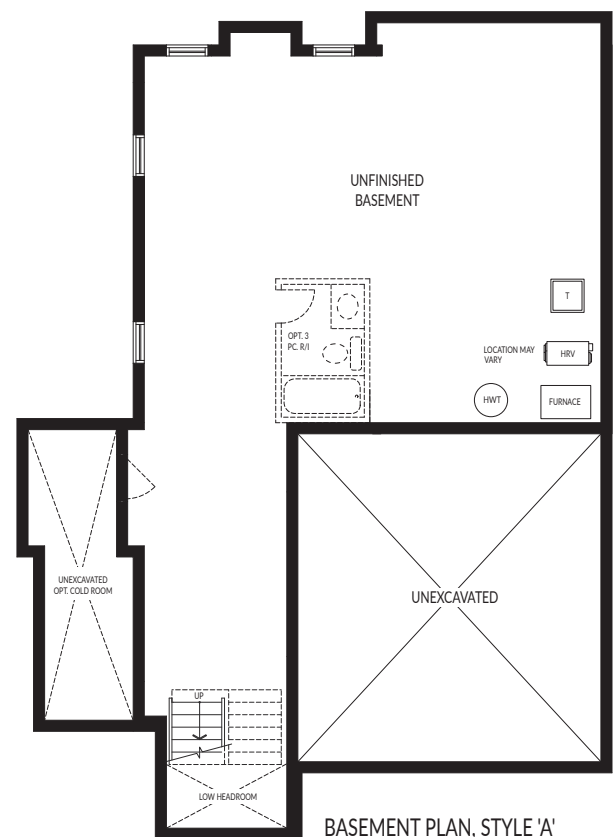 UNFINISHED
BASEMENT
T
OPT. 3
PC. R/I
LOCATION MAY
VARY
HRV
HWT
FURNACE
UNEXCAVATED
OPT. COLD ROOM
UNEXCAVATED
UP
LOW HEADROOM
BASEMENT PLAN, STYLE 'A'